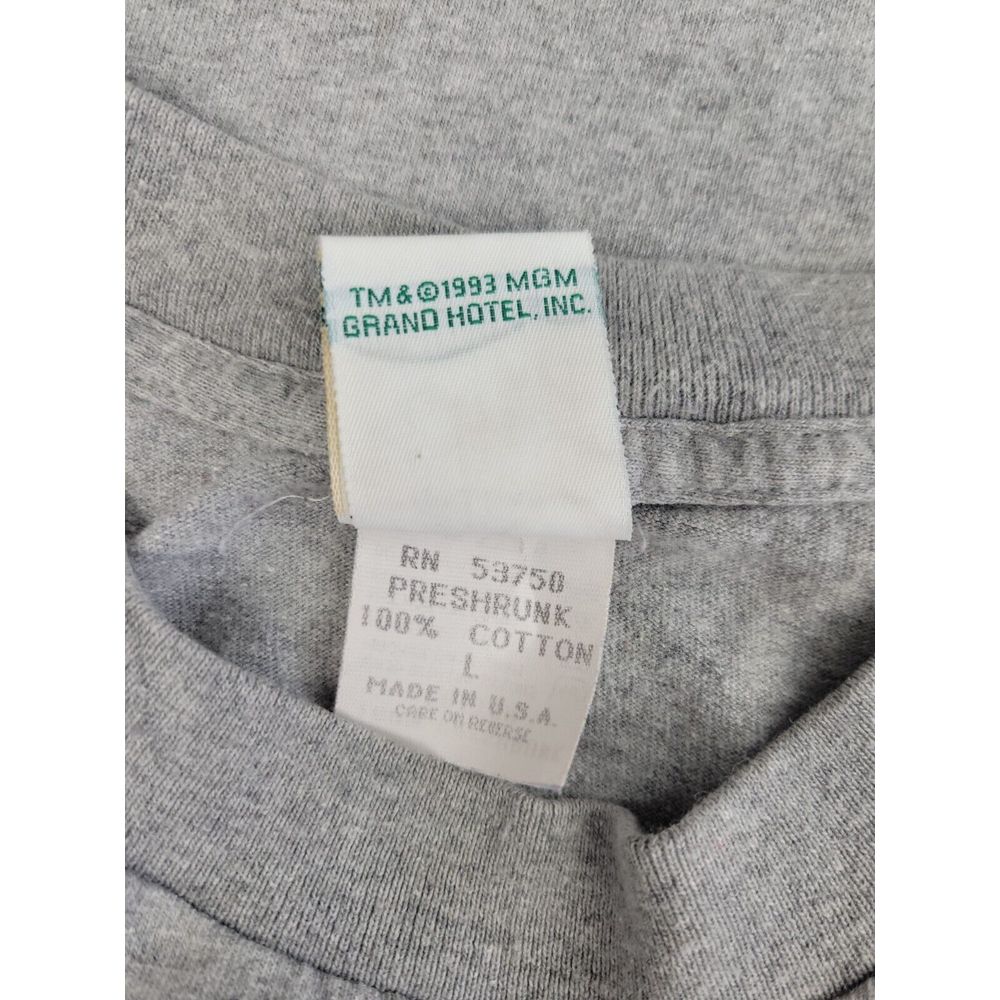 TM & © 1993 MGM
GRAND HOTEL, INC.
RN 53750
PRESHRUNK
100% COTTON
L
MADE IN U.S.A.
CARE ON REVERSE